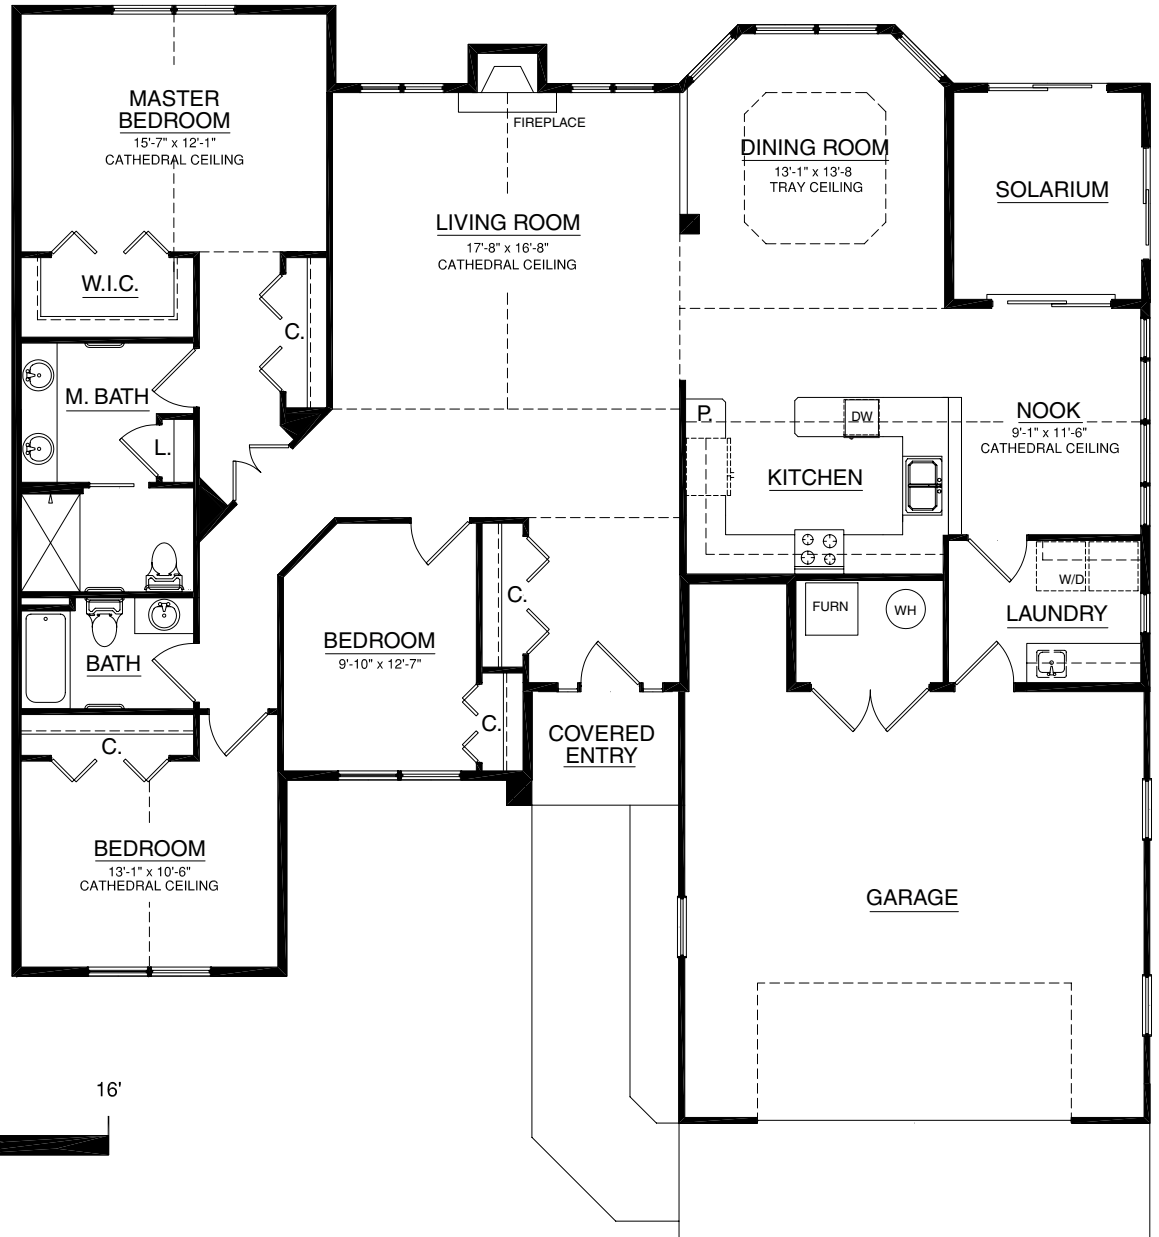 MASTER
BEDROOM
15'-7" x 12'-1"
CATHEDRAL CEILING
FIREPLACE
DINING ROOM
13'-1" x 13'-8
TRAY CEILING
SOLARIUM
LIVING ROOM
17'-8" x 16'-8"
CATHEDRAL CEILING
W.I.C.
C.
M. BATH
L.
P.
DW
NOOK
9'-1" x 11'-6"
CATHEDRAL CEILING
KITCHEN
W/D
FURN
WH
LAUNDRY
C.
BEDROOM
9'-10" x 12'-7"
BATH
C.
C.
COVERED
ENTRY
BEDROOM
13'-1" x 10'-6"
CATHEDRAL CEILING
GARAGE
16'